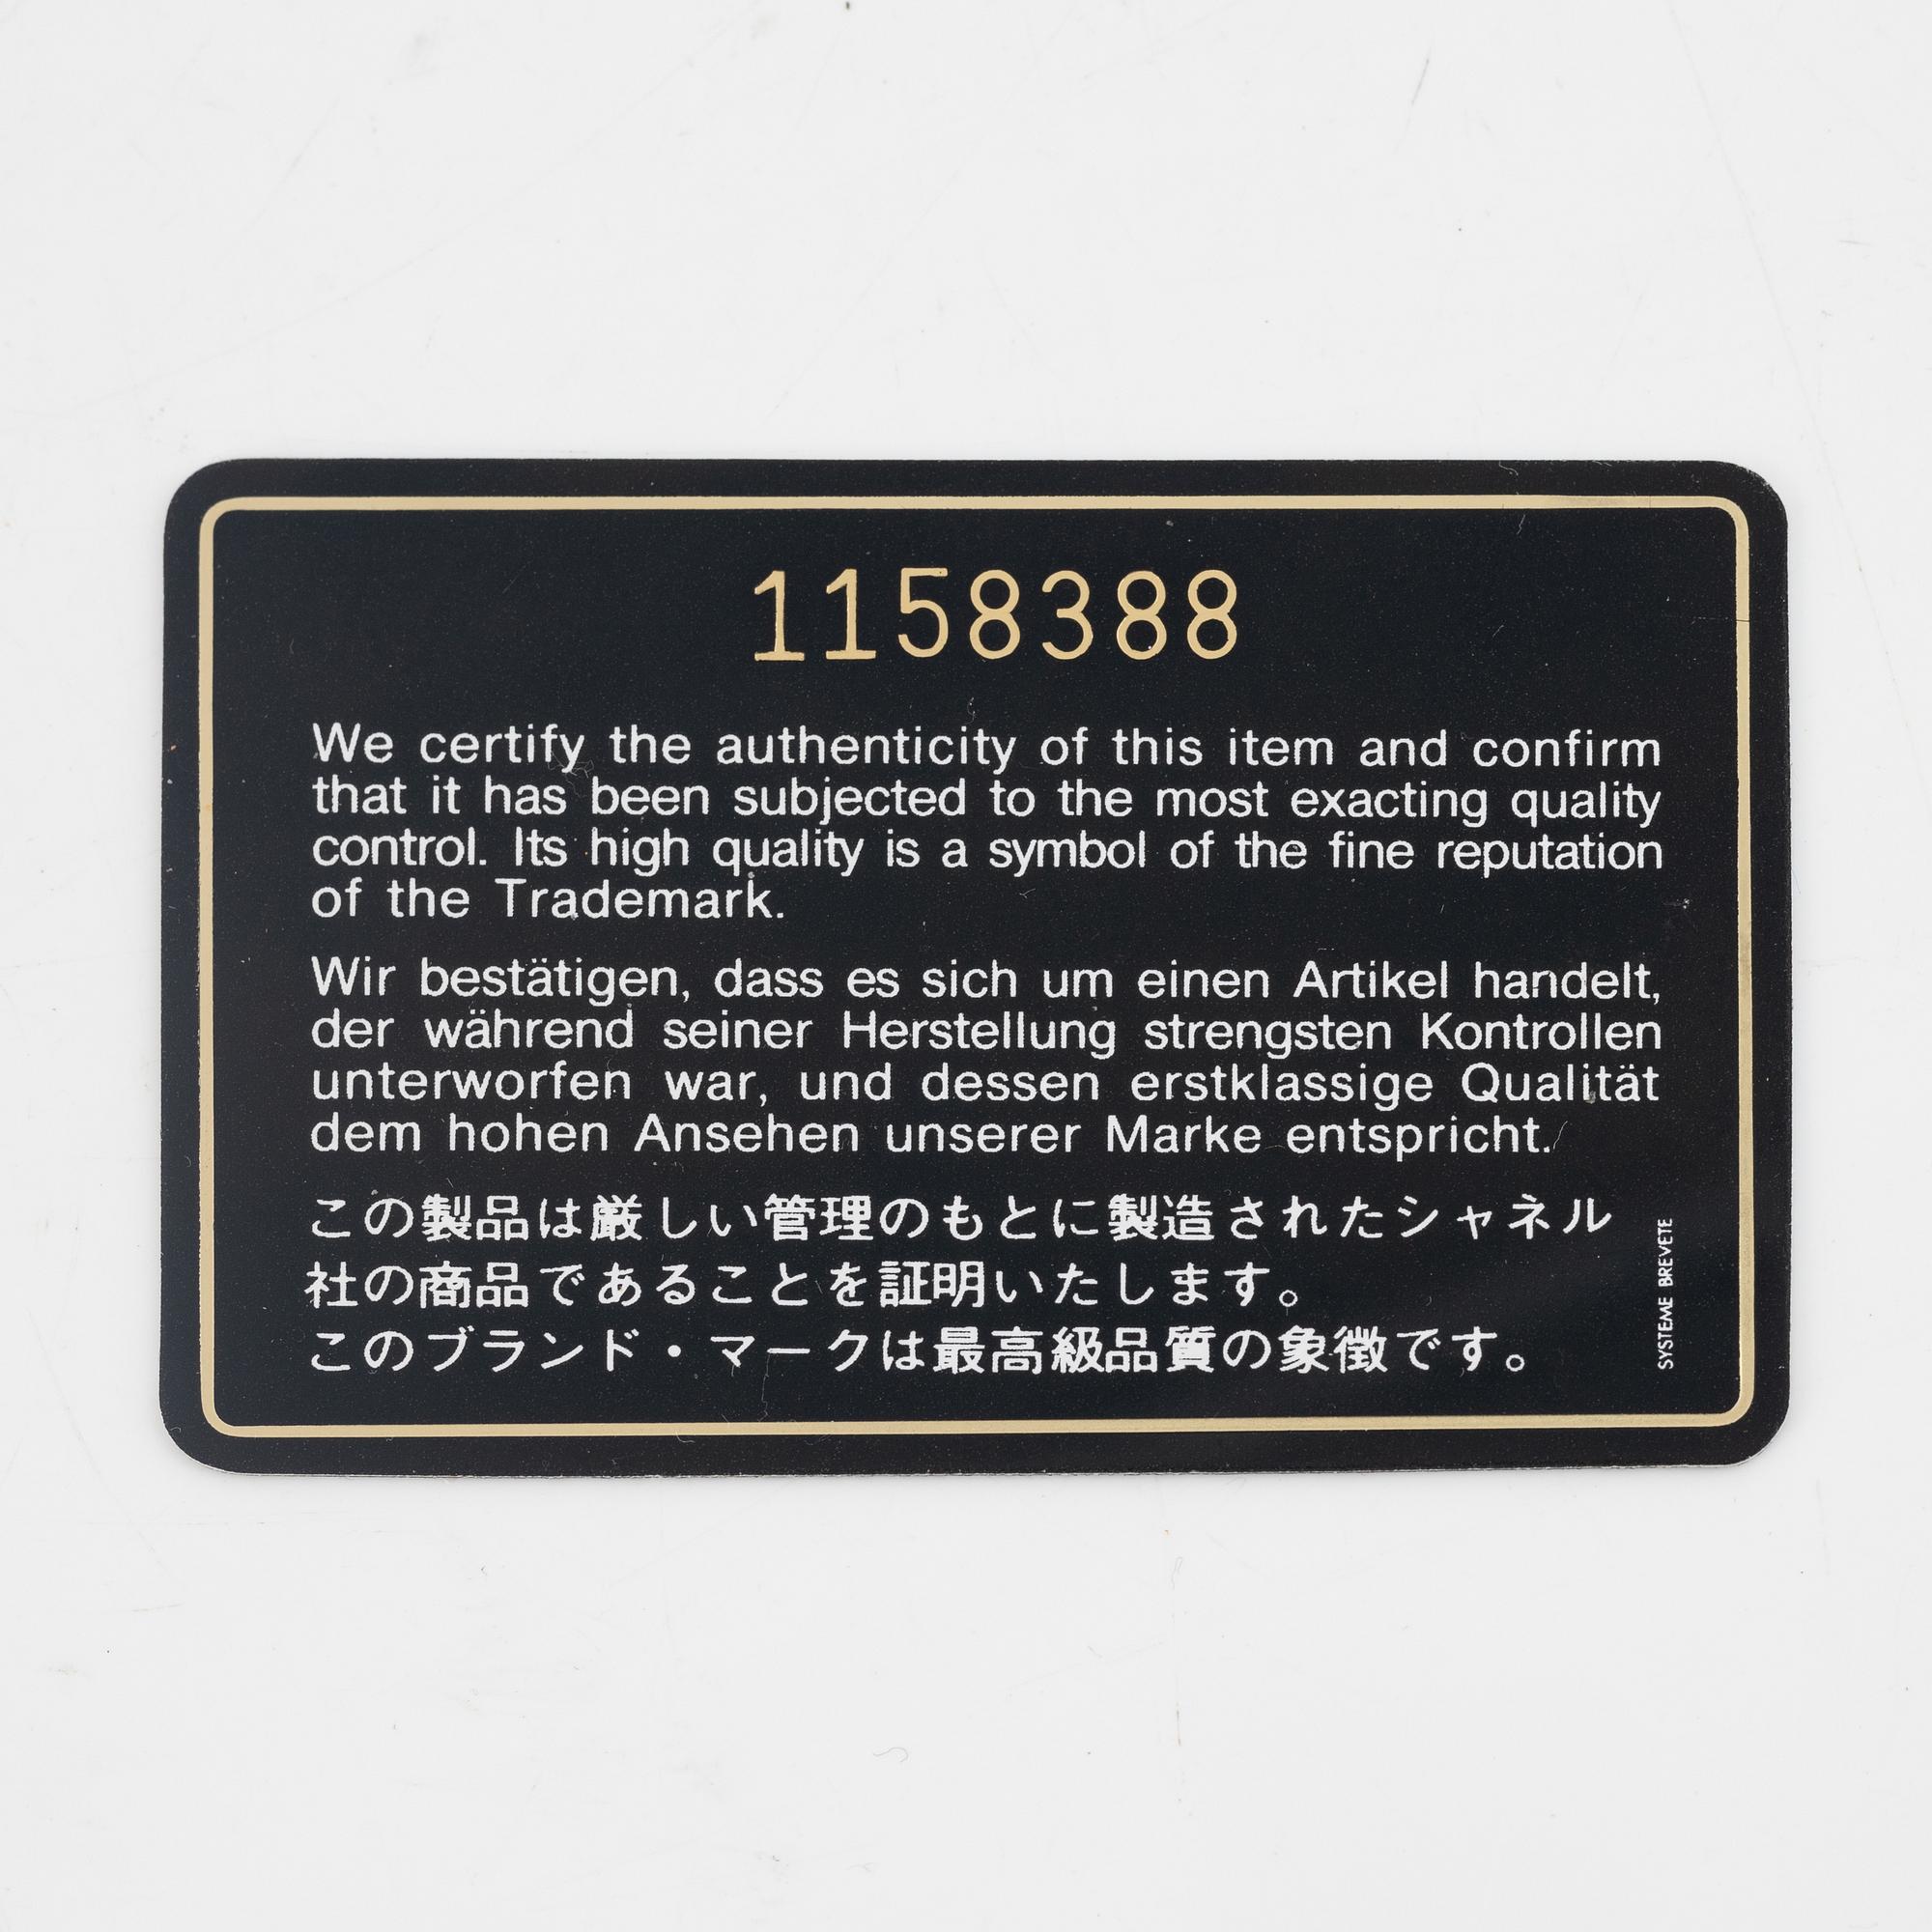 1158388
We certify the authenticity of this item and confirm
that it has been subjected to the most exacting quality
control. Its high quality is a symbol of the fine reputation
of the Trademark.
Wir bestätigen, dass es sich um einen Artikel handelt,
der während seiner Herstellung strengsten Kontrollen
unterworfen war, und dessen erstklassige Qualität
dem hohen Ansehen unserer Marke entspricht.
この製品は厳しい管理のもとに製造されたシャネル
社の商品であることを証明いたします。
このブランド・マークは最高級品質の象徴です。
SYSTEME BREVETE